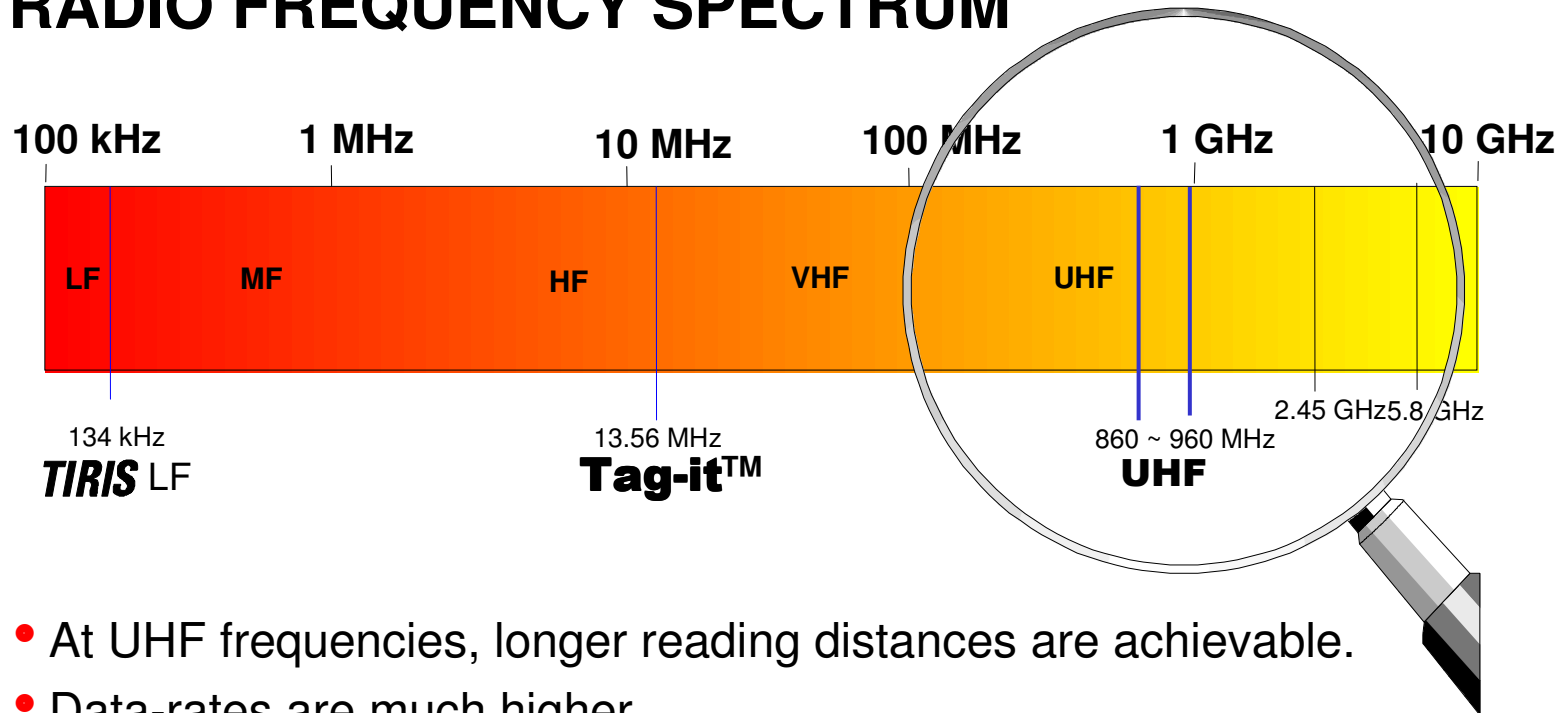 RADIO FREQUENCY SPECTRUM
100 kHz 1 MHz 10 MHz 100 MHz 1 GHz 10 GHz
LF MF HF VHF UHF
2.45 GHz 5.8 GHz
134 kHz 13.56 MHz 860 ~ 960 MHz
TIRIS LF Tag-it™ UHF
• At UHF frequencies, longer reading distances are achievable.
• Data-rates are much higher